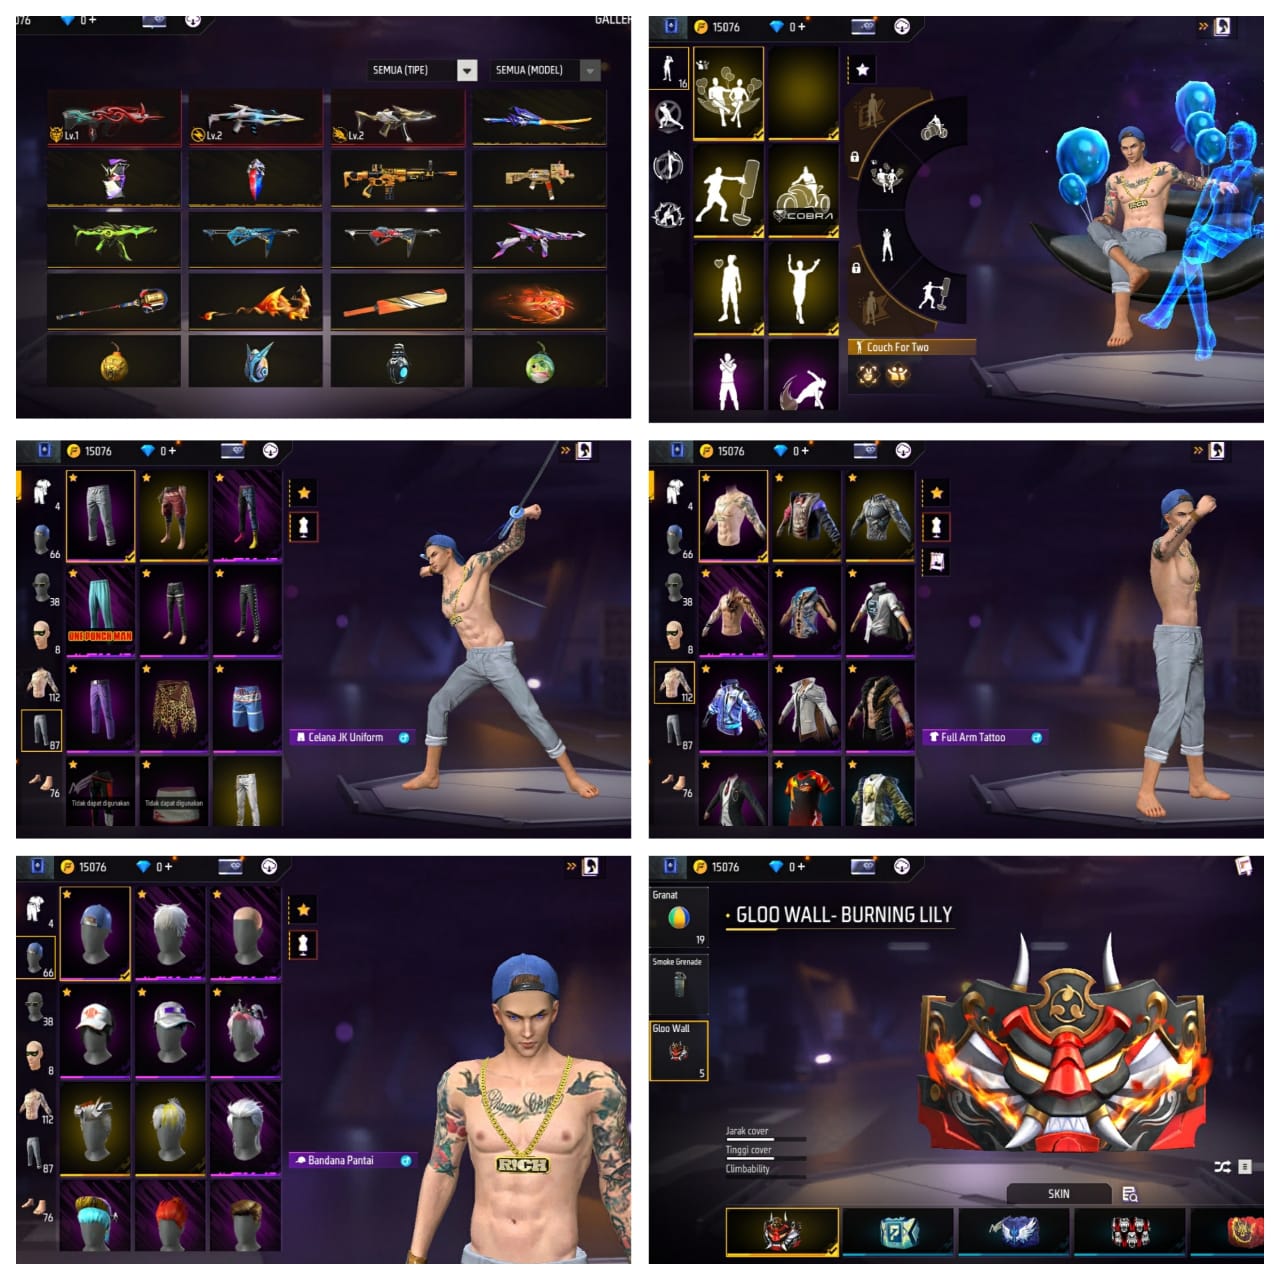 0+
SEMUA (TIPE)
SEMUA (MODEL)
Lv.1
Lv.2
Lv.2
15076
0+
16
COBRA
RICH
Couch For Two
15076
0+
4
66
38
8
112
87
76
ONE PUNCH MAN
Tidak dapat digunakan
Tidak dapat digunakan
Celana JK Uniform
15076
0+
4
66
38
8
112
87
76
Full Arm Tattoo
15076
0+
4
66
38
8
112
87
76
RICH
Bandana Pantai
15076
0+
Granat
19
Smoke Grenade
Gloo Wall
5
GLOO WALL- BURNING LILY
Jarak cover
Tinggi cover
Climbability
SKIN